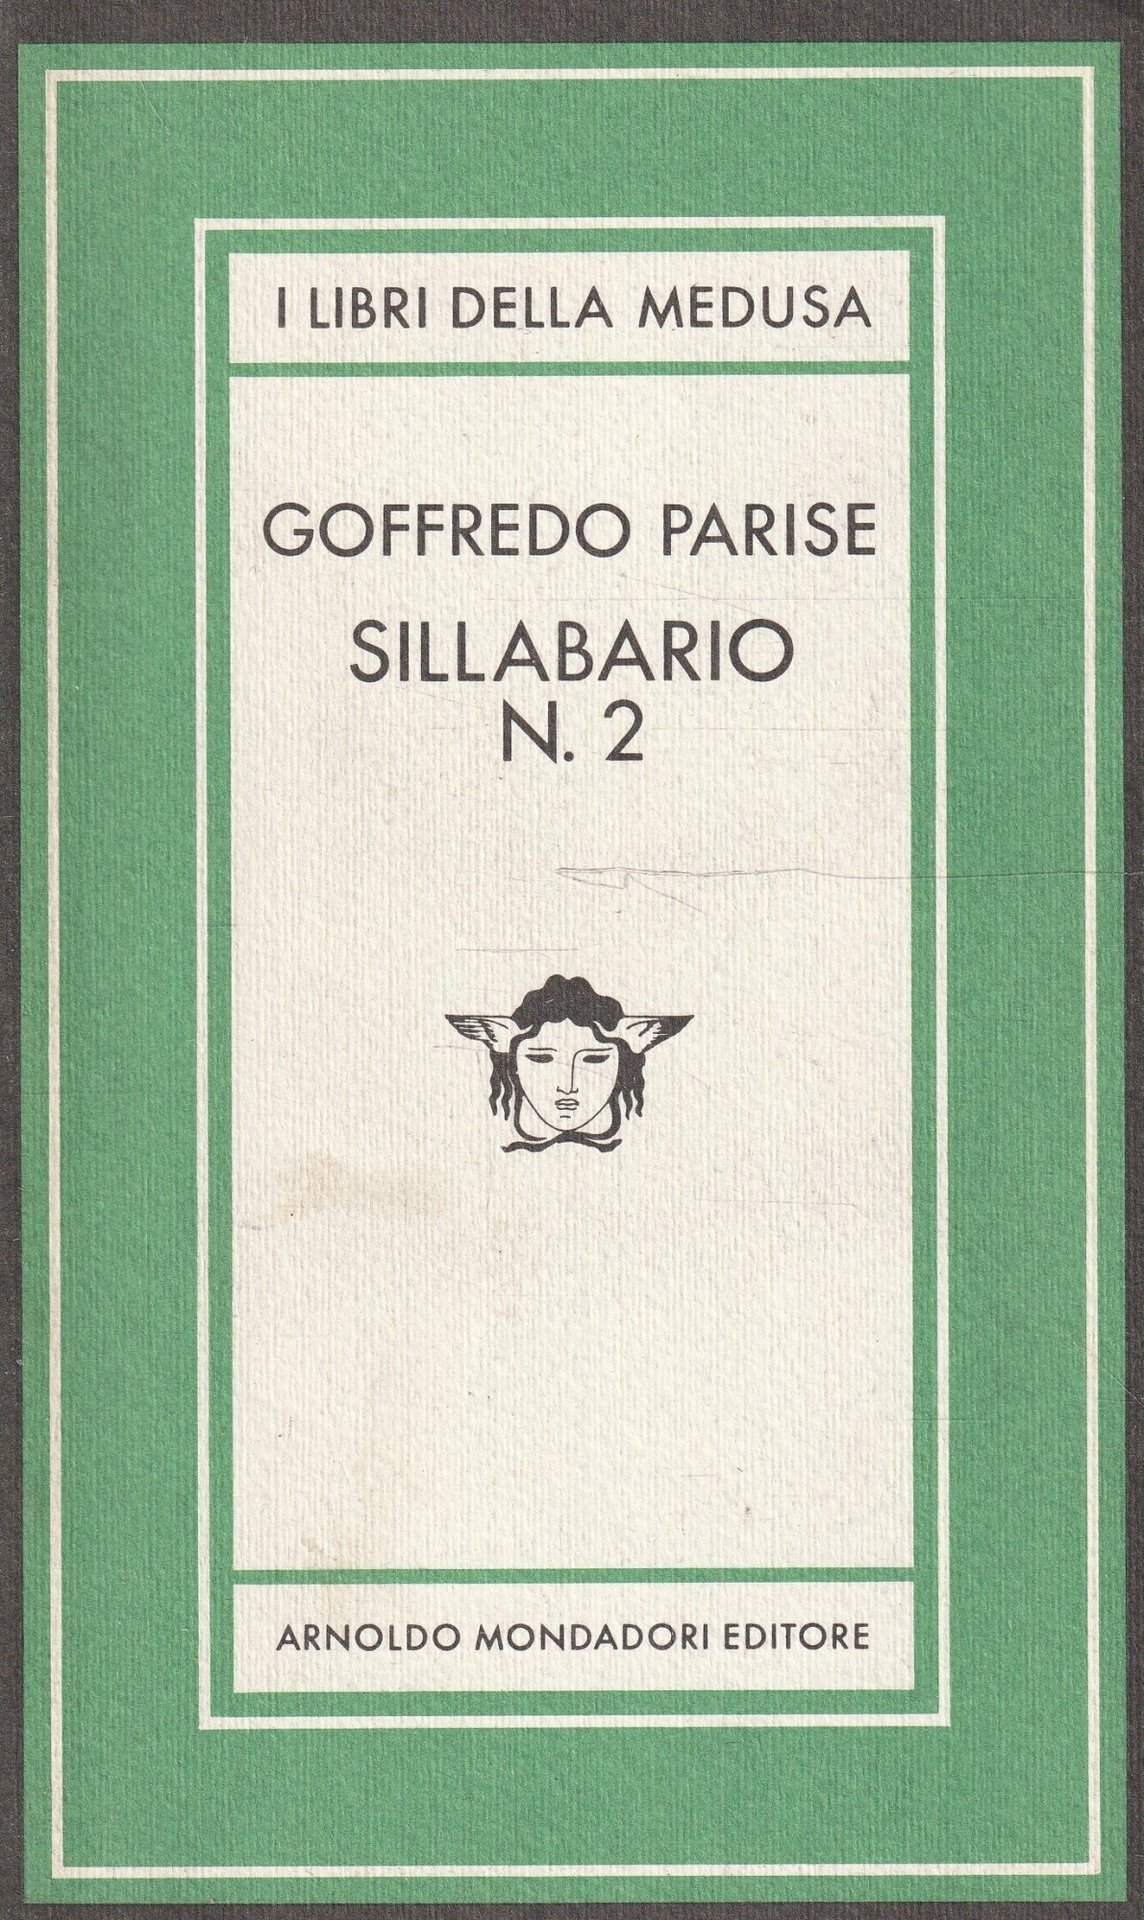 I LIBRI DELLA MEDUSA
GOFFREDO PARISE
SILLABARIO
N. 2
ARNOLDO MONDADORI EDITORE